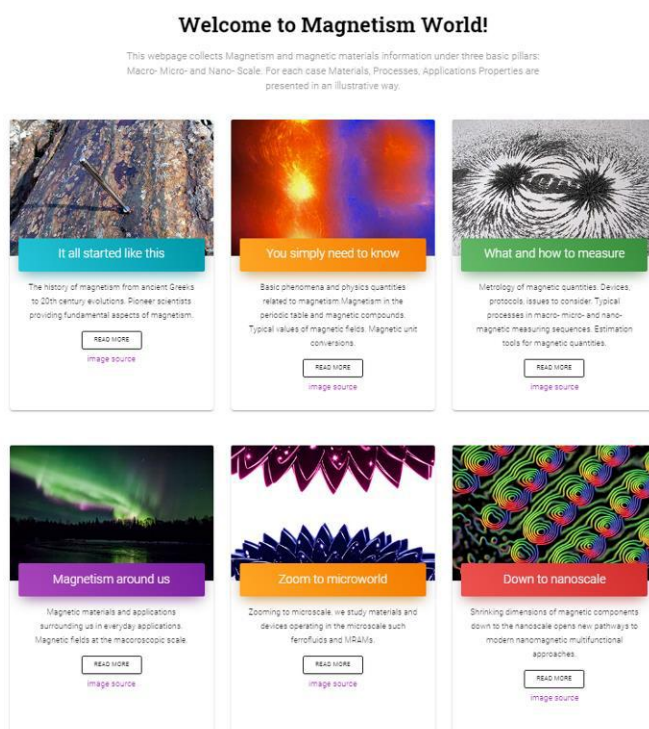 Welcome to Magnetism World!
This webpage collects Magnetism and magnetic materials information under three basic pillars:
Macro- Micro- and Nano- Scale. For each case Materials, Processes, Applications Properties are
presented in an illustrative way.
It all started like this
The history of magnetism from ancient Greeks
to 20th century evolutions. Pioneer scientists
providing fundamental aspects of magnetism.
READ MORE
image source
You simply need to know
Basic phenomena and physics quantities
related to magnetism.Magnetism in the
periodic table and magnetic compounds.
Typical values of magnetic fields. Magnetic unit
conversions.
READ MORE
image source
What and how to measure
Metrology of magnetic quantities. Devices,
protocols, issues to consider. Typical
processes in macro- micro- and nano-
magnetic measuring sequences. Estimation
tools for magnetic quantities.
READ MORE
image source
Magnetism around us
Magnetic materials and applications
surrounding us in everyday applications.
Magnetic fields at the macoroscopic scale.
READ MORE
image source
Zoom to microworld
Zooming to microscale, we study materials and
devices operating in the microscale such
ferrofluids and MRAMs.
READ MORE
image source
Down to nanoscale
Shrinking dimensions of magnetic components
down to the nanoscale opens new pathways to
modern nanomagnetic multifunctional
approaches.
READ MORE
image source